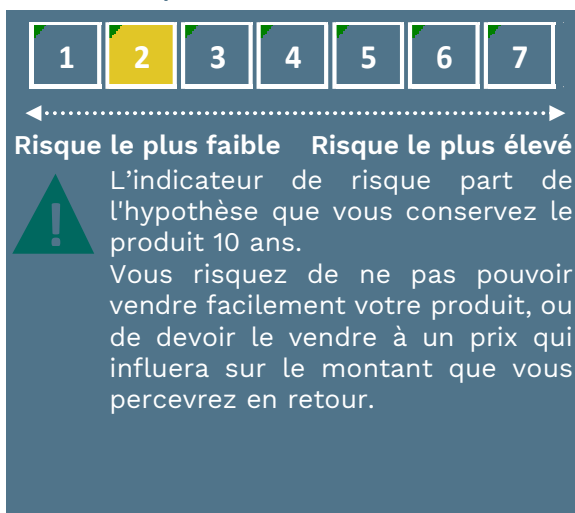 1 2 3 4 5 6 7
Risque le plus faible Risque le plus élevé
!
L’indicateur de risque part de
l'hypothèse que vous conservez le
produit 10 ans.
Vous risquez de ne pas pouvoir
vendre facilement votre produit, ou
de devoir le vendre à un prix qui
influera sur le montant que vous
percevrez en retour.